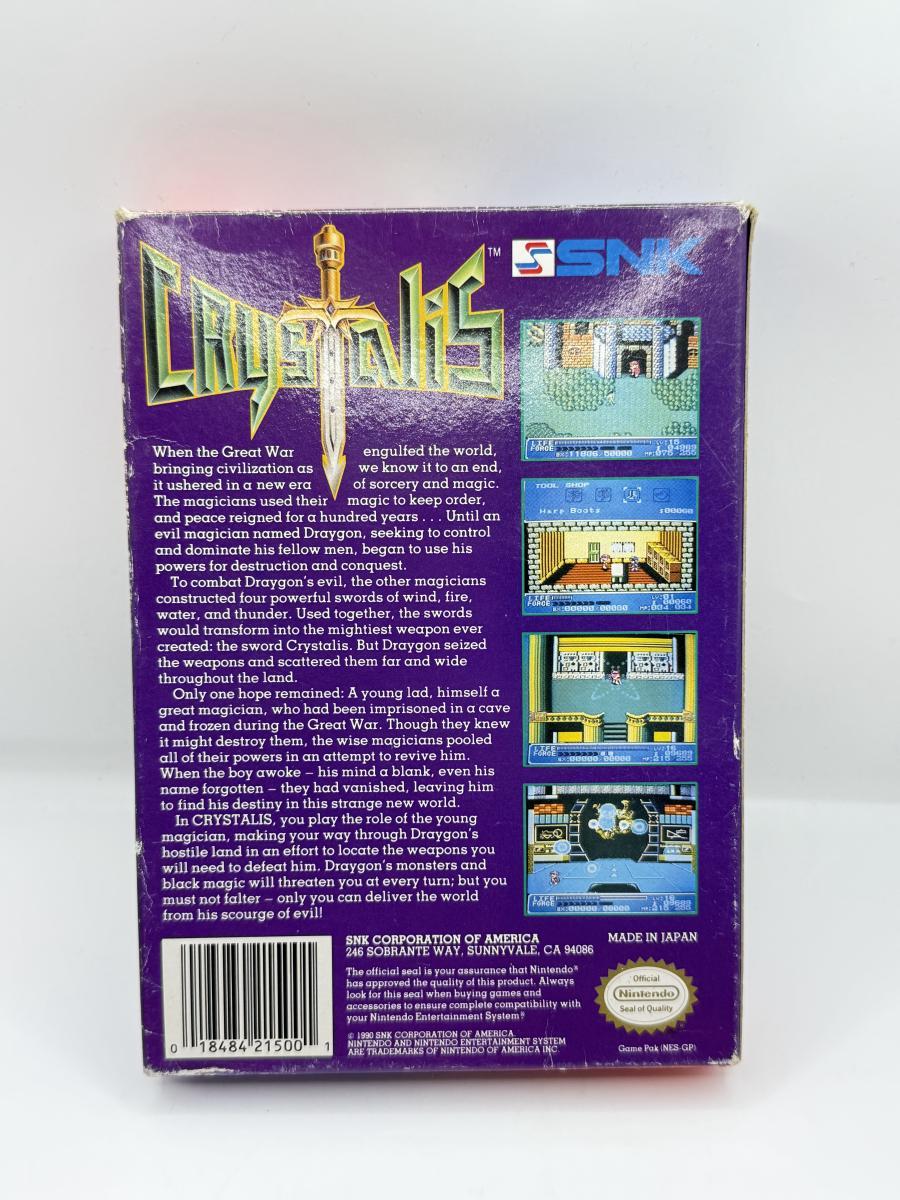 CRYSTALIS™
SNK
When the Great War engulfed the world,
bringing civilization as we know it to an end,
it ushered in a new era of sorcery and magic.
The magicians used their magic to keep order,
and peace reigned for a hundred years . . . Until an
evil magician named Draygon, seeking to control
and dominate his fellow men, began to use his
powers for destruction and conquest.
To combat Draygon's evil, the other magicians
constructed four powerful swords of wind, fire,
water, and thunder. Used together, the swords
would transform into the mightiest weapon ever
created: the sword Crystalis. But Draygon seized
the weapons and scattered them far and wide
throughout the land.
Only one hope remained: A young lad, himself a
great magician, who had been imprisoned in a cave
and frozen during the Great War. Though they knew
it might destroy them, the wise magicians pooled
all of their powers in an attempt to revive him.
When the boy awoke – his mind a blank, even his
name forgotten – they had vanished, leaving him
to find his destiny in this strange new world.
In CRYSTALIS, you play the role of the young
magician, making your way through Draygon's
hostile land in an effort to locate the weapons you
will need to defeat him. Draygon's monsters and
black magic will threaten you at every turn; but you
must not falter – only you can deliver the world
from his scourge of evil!
LIFE
FORCE
TOOL SHOP
Warp Boots
LIFE
FORCE
LIFE
FORCE
LIFE
FORCE
0 18484 21500 1
SNK CORPORATION OF AMERICA
246 SOBRANTE WAY, SUNNYVALE, CA 94086
The official seal is your assurance that Nintendo®
has approved the quality of this product. Always
look for this seal when buying games and
accessories to ensure complete compatibility with
your Nintendo Entertainment System®
© 1990 SNK CORPORATION OF AMERICA.
NINTENDO AND NINTENDO ENTERTAINMENT SYSTEM
ARE TRADEMARKS OF NINTENDO OF AMERICA INC.
MADE IN JAPAN
Official
Nintendo
Seal of Quality
Game Pak (NES-GP)